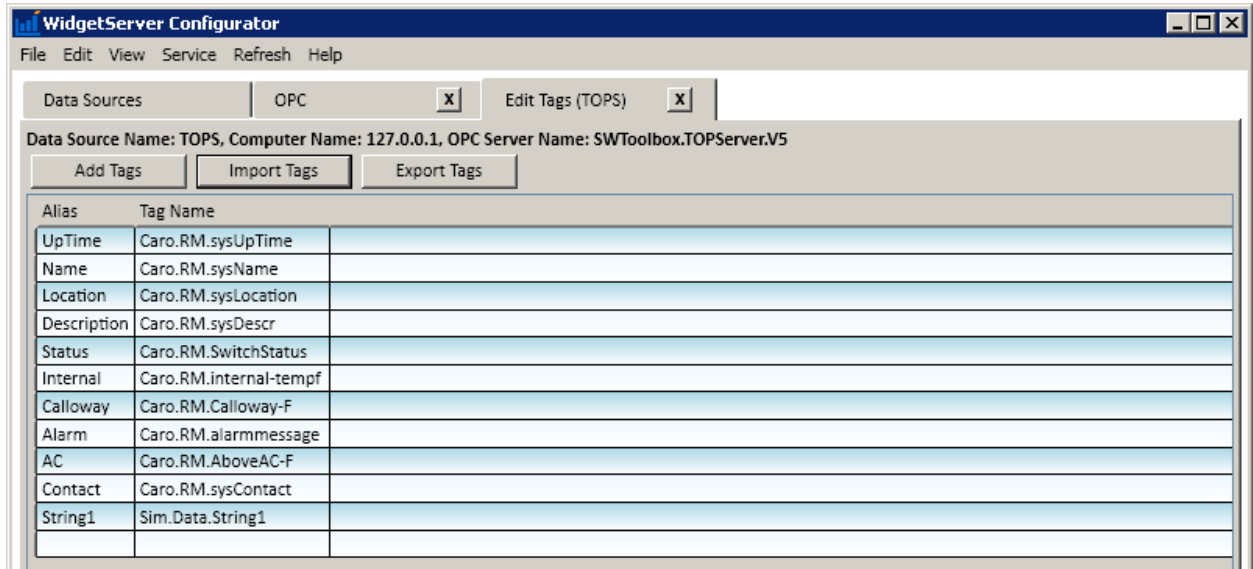 WidgetServer Configurator
File Edit View Service Refresh Help
Data Sources OPC X Edit Tags (TOPS) X
Data Source Name: TOPS, Computer Name: 127.0.0.1, OPC Server Name: SWToolbox.TOPServer.V5
Add Tags Import Tags Export Tags
Alias Tag Name
UpTime Caro.RM.sysUpTime
Name Caro.RM.sysName
Location Caro.RM.sysLocation
Description Caro.RM.sysDescr
Status Caro.RM.SwitchStatus
Internal Caro.RM.internal-tempf
Calloway Caro.RM.Calloway-F
Alarm Caro.RM.alarmmessage
AC Caro.RM.AboveAC-F
Contact Caro.RM.sysContact
String1 Sim.Data.String1